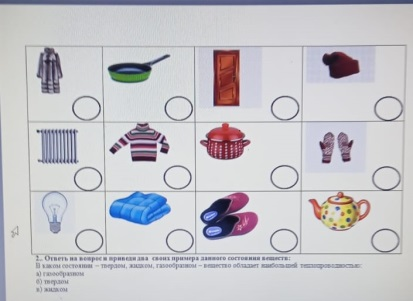 2. Ответь на вопрос и приведи два своих примера данного состояния веществ:
В каком состоянии – твердом, жидком, газообразном – вещество обладает наибольшей теплопроводностью:
а) газообразном
б) твердом
в) жидком